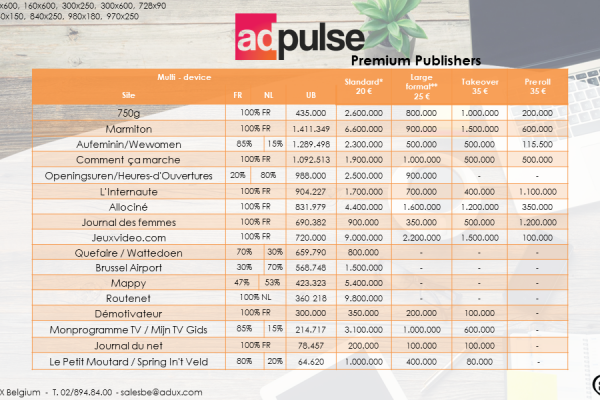 x600, 160x600, 300x250, 300x600, 728x90
0x150, 840x250, 980x180, 970x250
adpulse
Premium Publishers
Multi - device
Site FR NL UB Standard* 20 € Large format** 25 € Takeover 35 € Pre roll 35 €
750g 100% FR 435.000 2.600.000 800.000 1.000.000 200.000
Marmiton 100% FR 1.411.349 6.600.000 900.000 1.500.000 600.000
Aufeminin/Wewomen 85% 15% 1.289.498 2.300.000 500.000 500.000 115.500
Comment ça marche 100% FR 1.092.513 1.900.000 1.000.000 500.000 500.000
Openingsuren/Heures-d'Ouvertures 20% 80% 988.000 2.500.000 900.000 - -
L'Internaute 100% FR 904.227 1.700.000 700.000 400.000 1.100.000
Allociné 100% FR 831.979 4.400.000 1.600.000 1.200.000 350.000
Journal des femmes 100% FR 690.382 900.000 350.000 500.000 1.200.000
Jeuxvideo.com 100% FR 720.000 9.000.000 2.200.000 1.500.000 100.000
Quefaire / Wattedoen 70% 30% 659.790 800.000 - - -
Brussel Airport 30% 70% 568.748 1.500.000 - - -
Mappy 47% 53% 423.323 5.400.000 - - -
Routenet 100% NL 360 218 9.800.000 - - -
Démotivateur 100% FR 300.000 350.000 200.000 100.000 -
Monprogramme TV / Mijn TV Gids 85% 15% 214.717 3.100.000 1.000.000 600.000 -
Journal du net 100% FR 78.457 200.000 100.000 100.000 -
Le Petit Moutard / Spring In't Veld 80% 20% 64.620 1.000.000 400.000 80.000 -
X Belgium - T. 02/894.84.00 - salesbe@adux.com